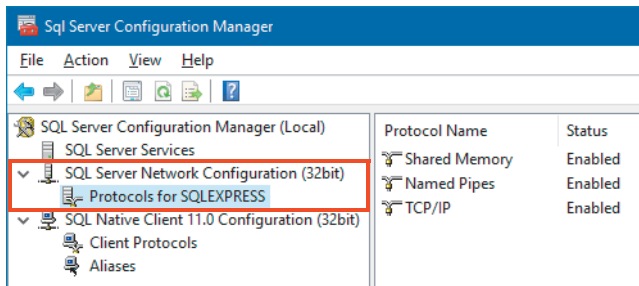 Sql Server Configuration Manager
File Action View Help
?
SQL Server Configuration Manager (Local)
SQL Server Services
SQL Server Network Configuration (32bit)
Protocols for SQLEXPRESS
SQL Native Client 11.0 Configuration (32bit)
Client Protocols
Aliases
Protocol Name Status
Shared Memory Enabled
Named Pipes Enabled
TCP/IP Enabled